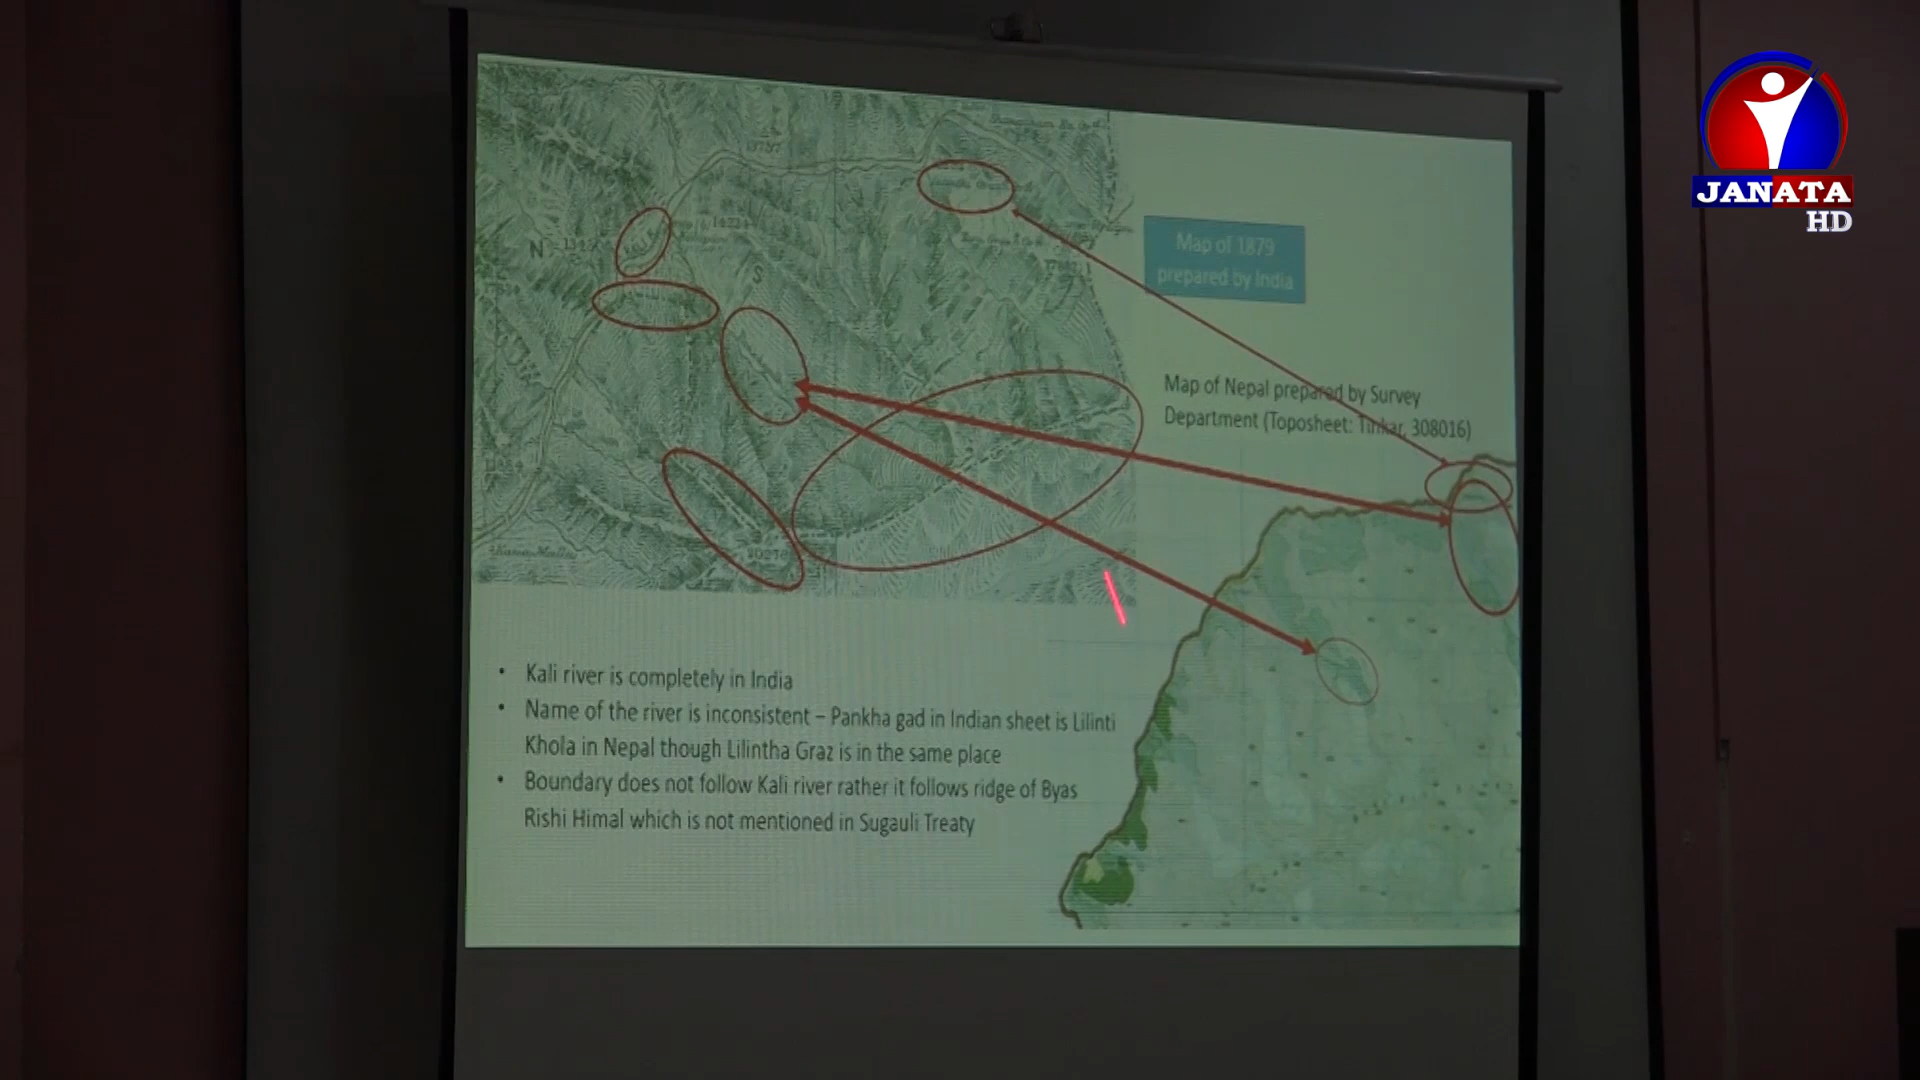 JANATA
HD
13757
N
S
Map of 1879
prepared by India
Map of Nepal prepared by Survey
Department (Toposheet: Tinkar, 308016)
• Kali river is completely in India
• Name of the river is inconsistent – Pankha gad in Indian sheet is Lilinti
Khola in Nepal though Lilintha Graz is in the same place
• Boundary does not follow Kali river rather it follows ridge of Byas
Rishi Himal which is not mentioned in Sugauli Treaty